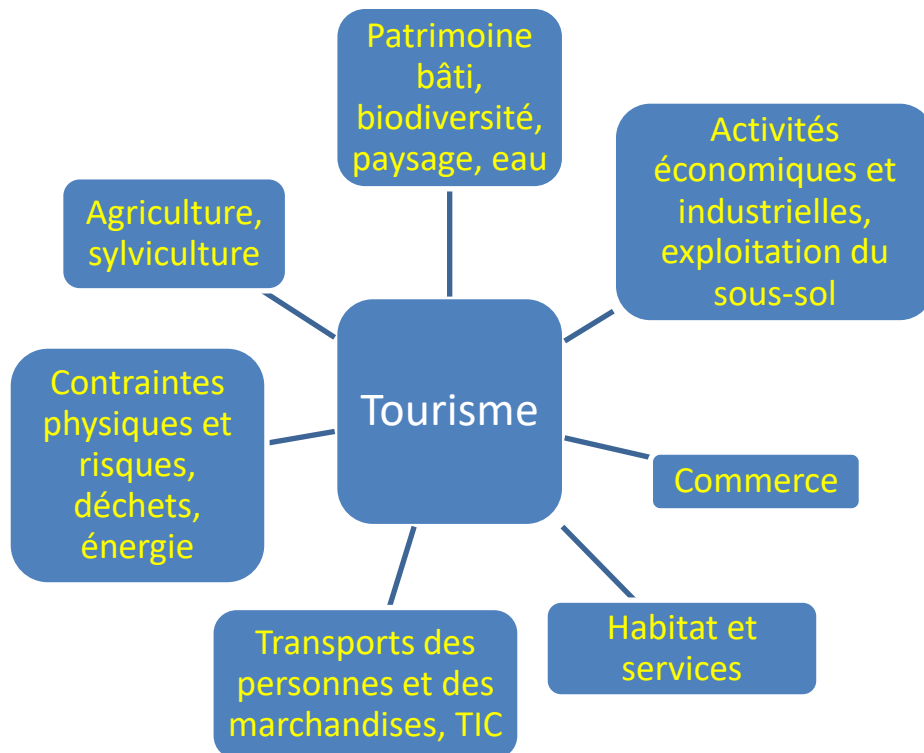 Patrimoine
bâti,
biodiversité,
paysage, eau
Activités
économiques et
industrielles,
exploitation du
sous-sol
Agriculture,
sylviculture
Tourisme
Contraintes
physiques et
risques,
déchets,
énergie
Commerce
Habitat et
services
Transports des
personnes et des
marchandises, TIC